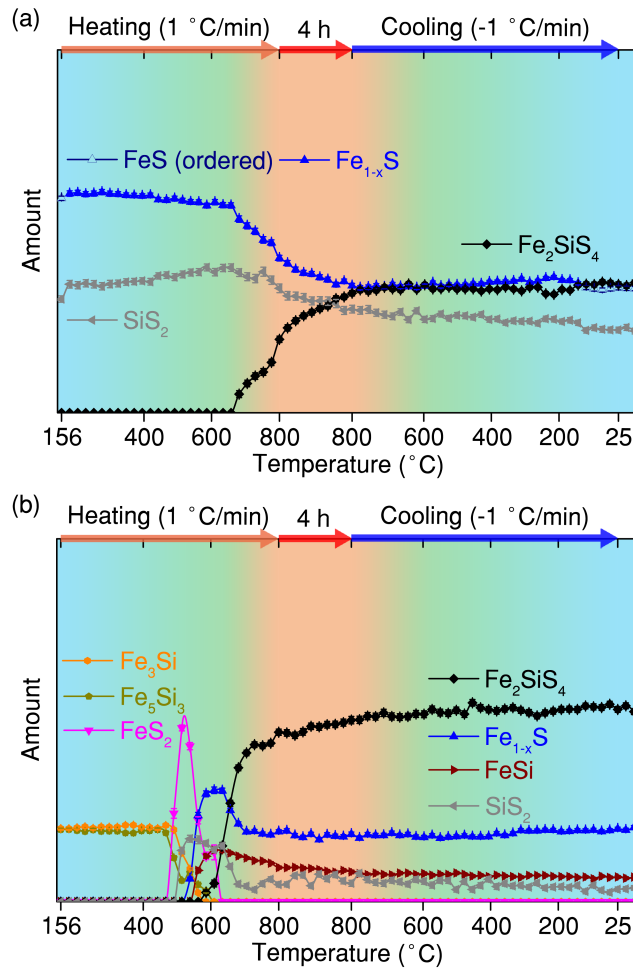 (a)
Heating (1 °C/min) 4 h Cooling (-1 °C/min)
FeS (ordered) Fe1-xS
Fe2SiS4
SiS2
Amount
156 400 600 800 800 600 400 200 25
Temperature (°C)
(b)
Heating (1 °C/min) 4 h Cooling (-1 °C/min)
Fe3Si
Fe5Si3
FeS2
Fe2SiS4
Fe1-xS
FeSi
SiS2
Amount
156 400 600 800 800 600 400 200 25
Temperature (°C)